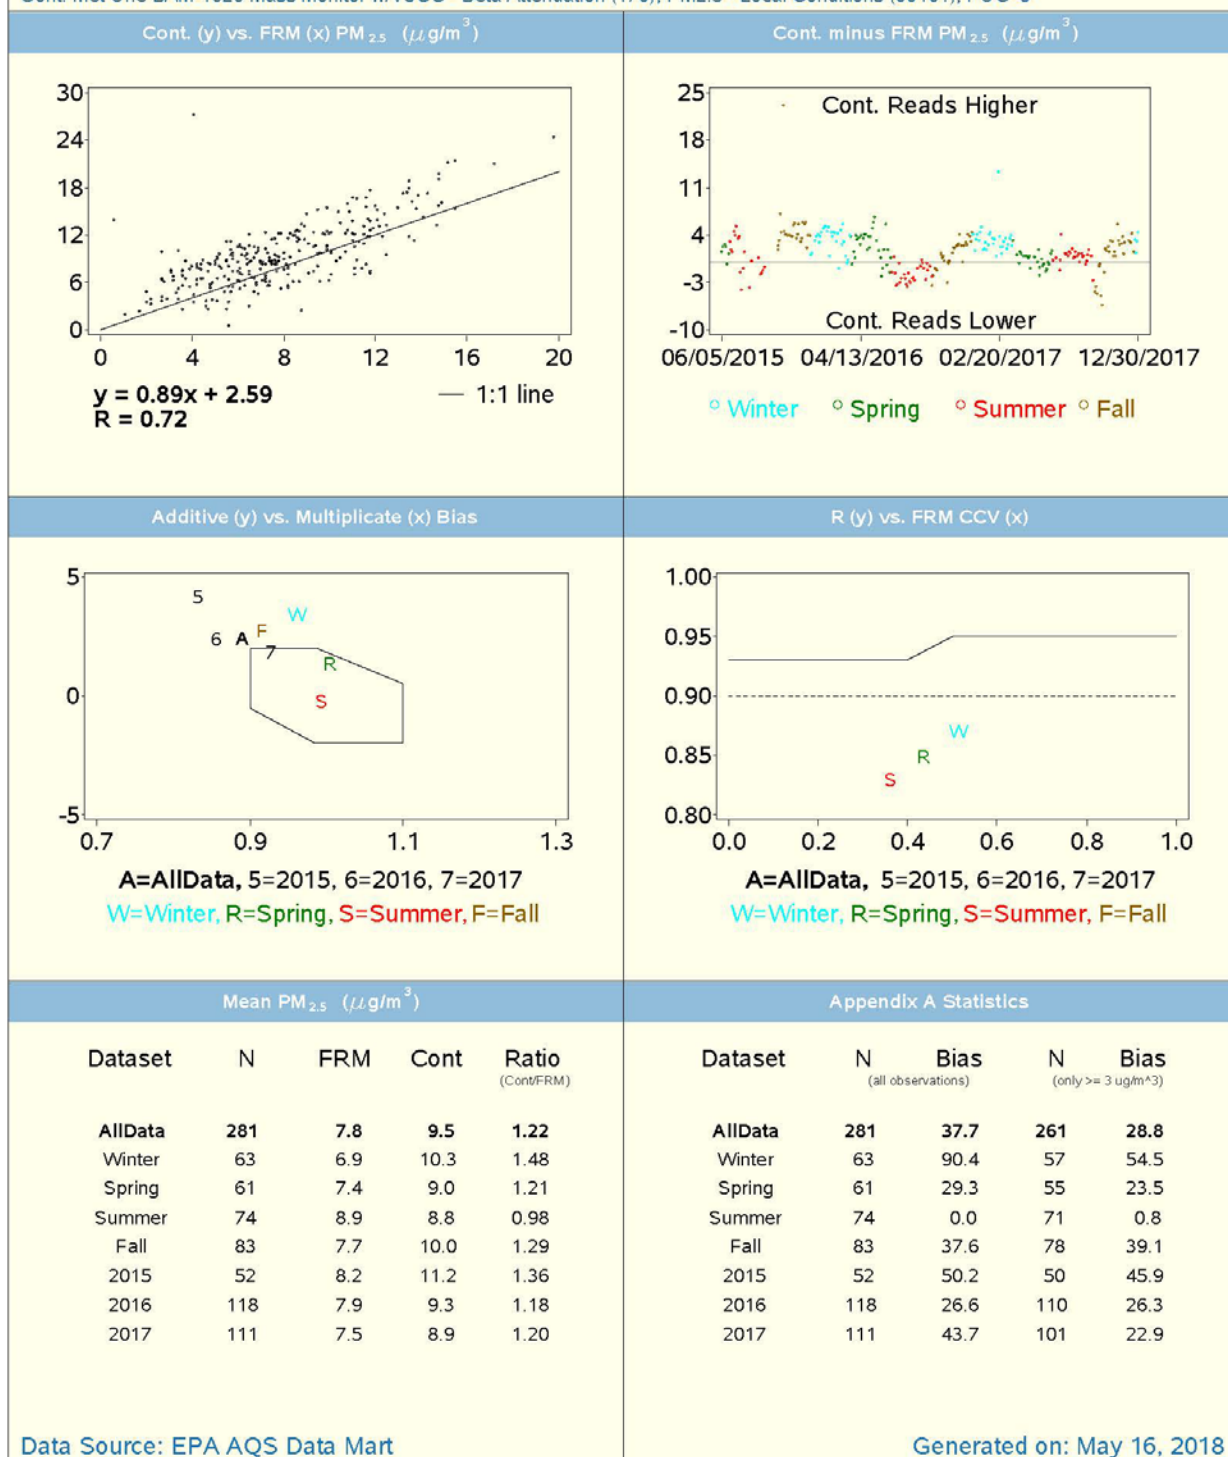 Cont. (y) vs. FRM (x) PM2.5 (μg/m³)
30
24
18
12
6
0
0 4 8 12 16 20
y = 0.89x + 2.59
R = 0.72
— 1:1 line
Cont. minus FRM PM2.5 (μg/m³)
25
18
11
4
-3
-10
Cont. Reads Higher
Cont. Reads Lower
06/05/2015 04/13/2016 02/20/2017 12/30/2017
Winter Spring Summer Fall
Additive (y) vs. Multiplicate (x) Bias
5
0
-5
5
6
A
F
7
W
R
S
0.7 0.9 1.1 1.3
A=AllData, 5=2015, 6=2016, 7=2017
W=Winter, R=Spring, S=Summer, F=Fall
R (y) vs. FRM CCV (x)
1.00
0.95
0.90
0.85
0.80
W
R
S
0.0 0.2 0.4 0.6 0.8 1.0
A=AllData, 5=2015, 6=2016, 7=2017
W=Winter, R=Spring, S=Summer, F=Fall
Mean PM2.5 (μg/m³)
Dataset N FRM Cont Ratio
(Cont/FRM)
AllData 281 7.8 9.5 1.22
Winter 63 6.9 10.3 1.48
Spring 61 7.4 9.0 1.21
Summer 74 8.9 8.8 0.98
Fall 83 7.7 10.0 1.29
2015 52 8.2 11.2 1.36
2016 118 7.9 9.3 1.18
2017 111 7.5 8.9 1.20
Appendix A Statistics
Dataset N Bias N Bias
(all observations) (only >= 3 ug/m^3)
AllData 281 37.7 261 28.8
Winter 63 90.4 57 54.5
Spring 61 29.3 55 23.5
Summer 74 0.0 71 0.8
Fall 83 37.6 78 39.1
2015 52 50.2 50 45.9
2016 118 26.6 110 26.3
2017 111 43.7 101 22.9
Data Source: EPA AQS Data Mart
Generated on: May 16, 2018